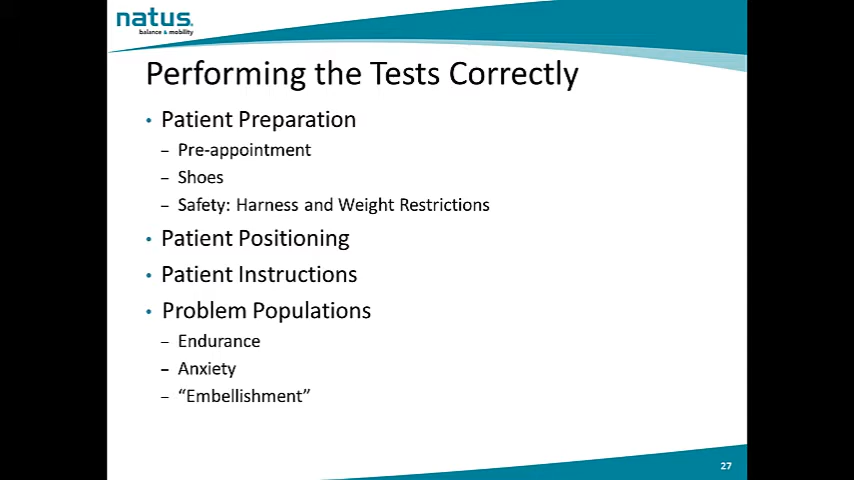 natus.
balance & mobility
Performing the Tests Correctly
• Patient Preparation
– Pre-appointment
– Shoes
– Safety: Harness and Weight Restrictions
• Patient Positioning
• Patient Instructions
• Problem Populations
– Endurance
– Anxiety
– “Embellishment”
27